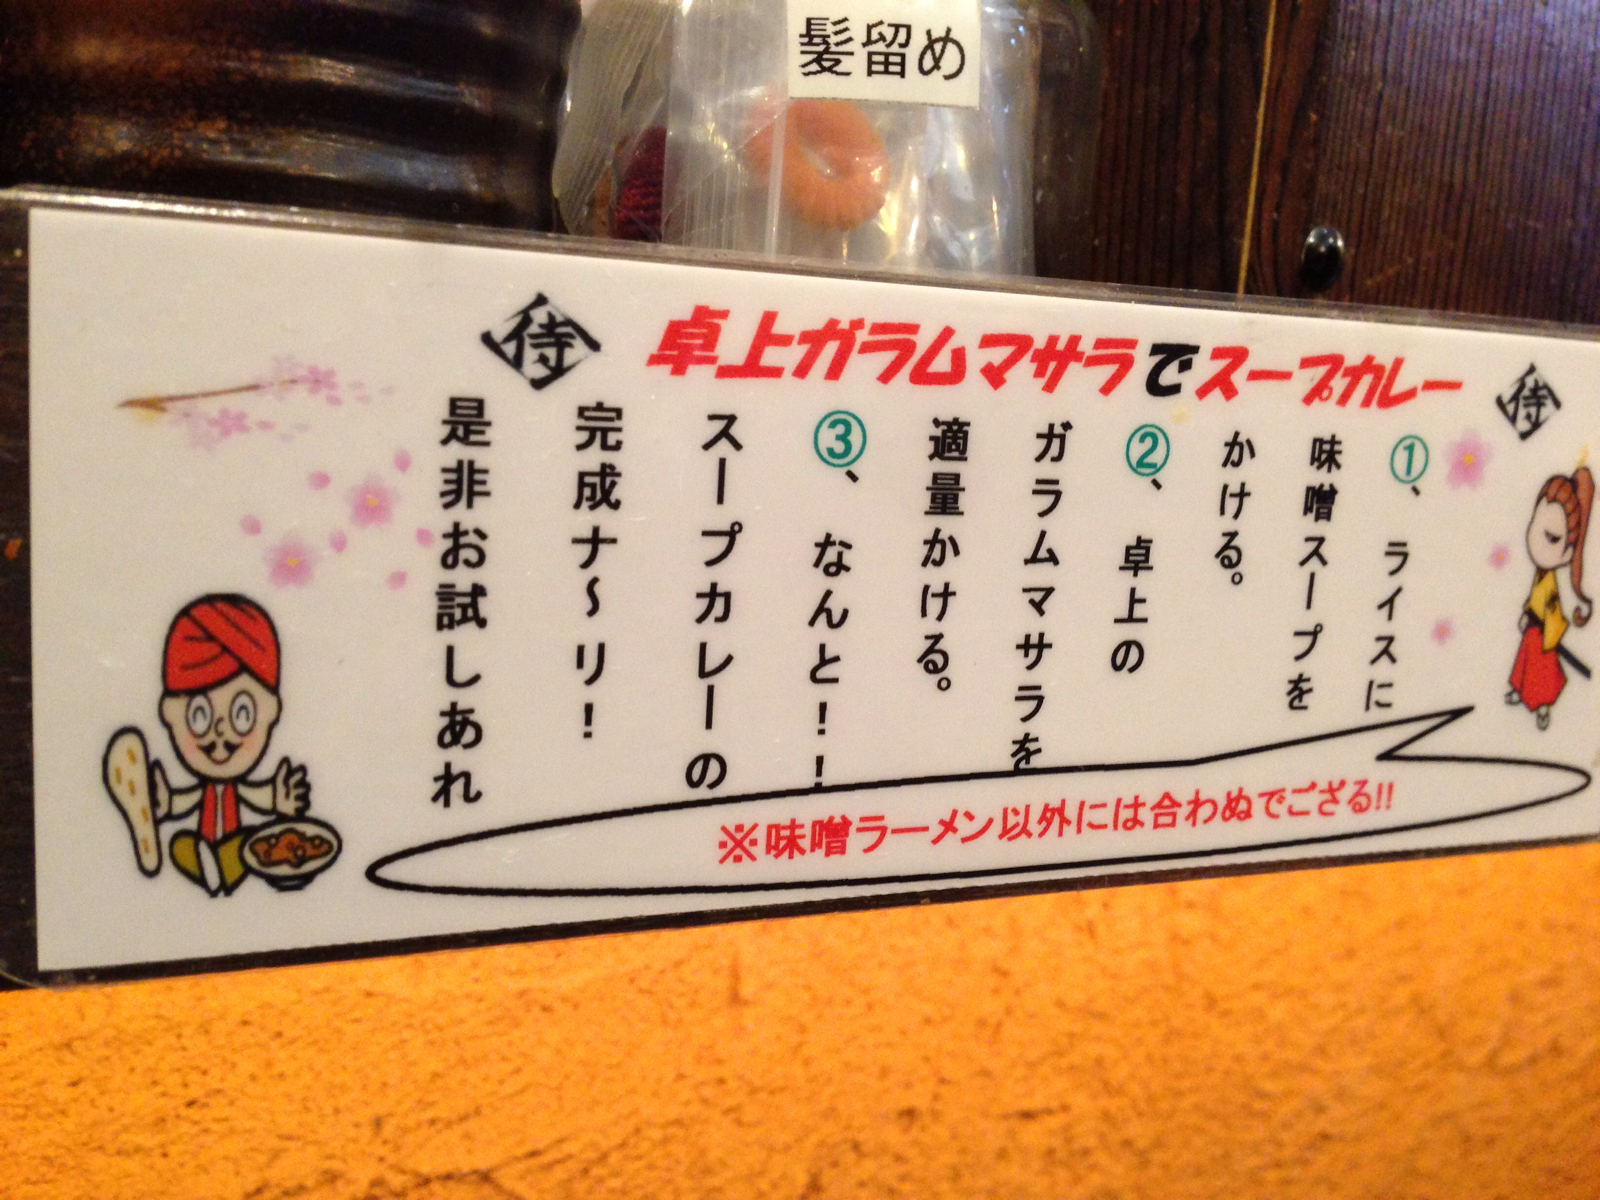 髪留め
侍 卓上ガラムマサラでスープカレー 侍
①、ライスに
味噌スープを
かける。
②、卓上の
ガラムマサラを
適量かける。
③、なんと!!
スープカレーの
完成ナ〜リ!
是非お試しあれ
※味噌ラーメン以外には合わぬでござる!!